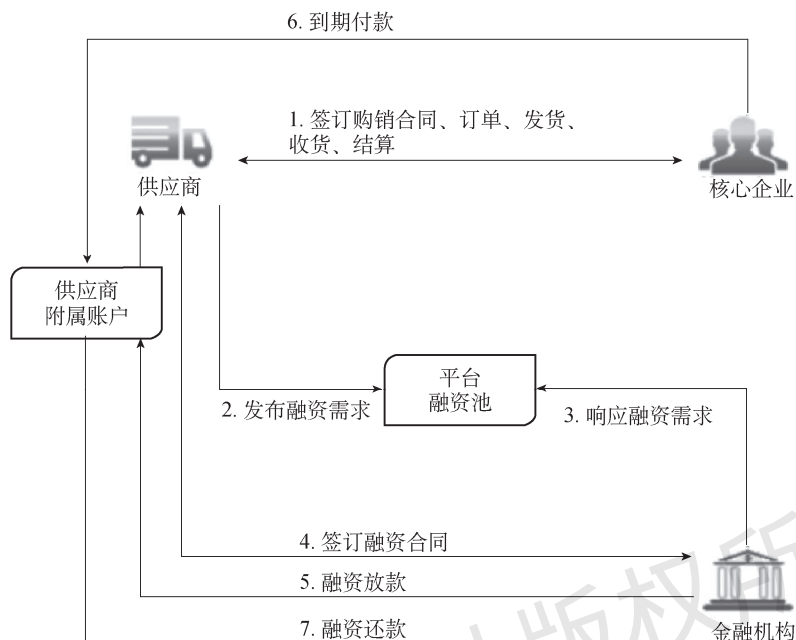 6. 到期付款
1. 签订购销合同、订单、发货、
收货、结算
供应商
核心企业
供应商
附属账户
平台
融资池
2. 发布融资需求
3. 响应融资需求
4. 签订融资合同
5. 融资放款
7. 融资还款
金融机构
版权所